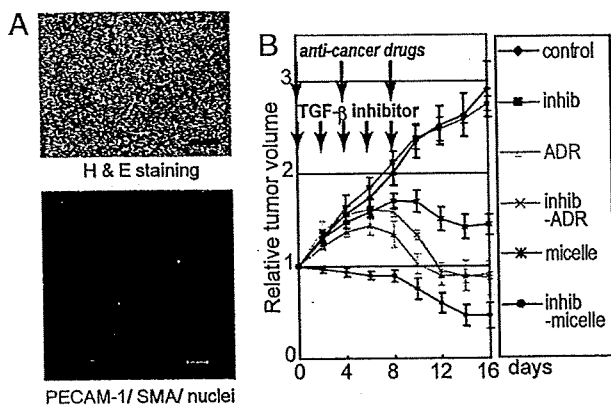 A
H & E staining
PECAM-1/ SMA/ nuclei
B
anti-cancer drugs
TGF-β inhibitor
Relative tumor volume
3
2
1
0
0 4 8 12 16 days
control
inhib
ADR
inhib
-ADR
micelle
inhib
-micelle